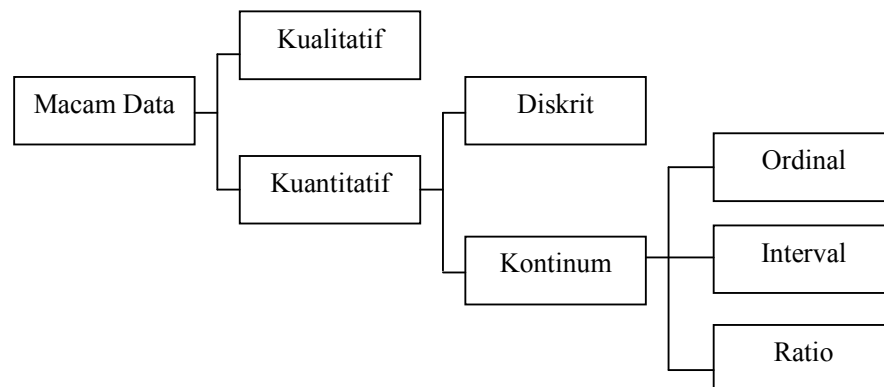 Kualitatif
Macam Data
Diskrit
Kuantitatif
Ordinal
Kontinum
Interval
Ratio